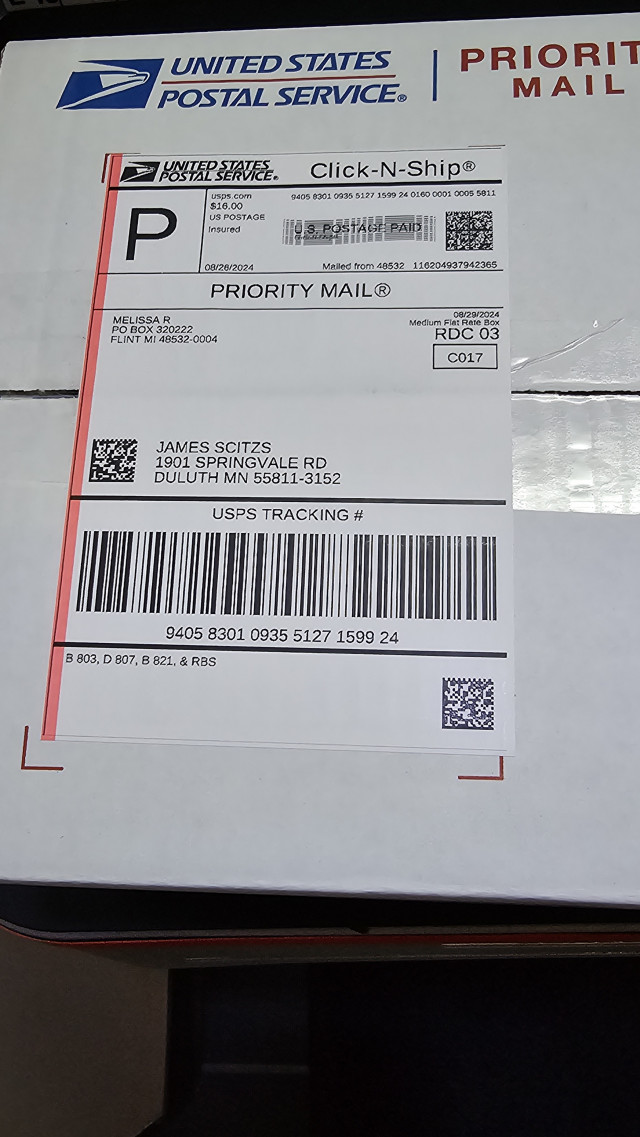 UNITED STATES
POSTAL SERVICE®
PRIORIT
MAIL
UNITED STATES
POSTAL SERVICE®
Click-N-Ship®
P
usps.com
$16.00
US POSTAGE
Insured
9405 8301 0935 5127 1599 24 0160 0001 0005 5811
U.S. POSTAGE PAID
08/28/2024
Mailed from 48532 116204937942365
PRIORITY MAIL®
MELISSA R
PO BOX 320222
FLINT MI 48532-0004
08/29/2024
Medium Flat Rate Box
RDC 03
C017
JAMES SCITZS
1901 SPRINGVALE RD
DULUTH MN 55811-3152
USPS TRACKING #
9405 8301 0935 5127 1599 24
B 803, D 807, B 821, & RBS